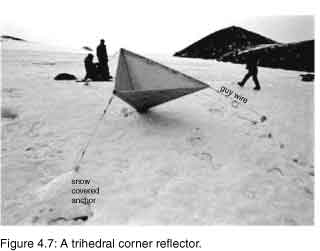 guy wire
snow
covered
anchor
Figure 4.7: A trihedral corner reflector.